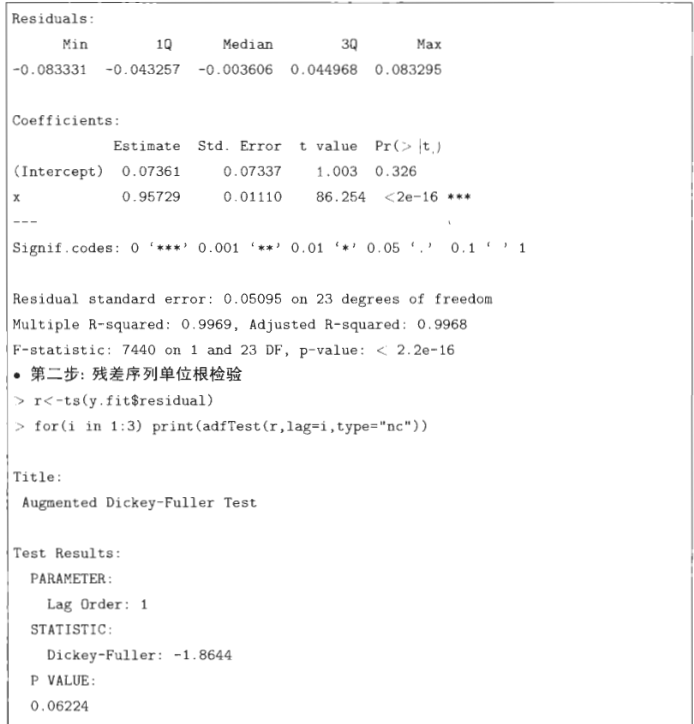 Residuals:
Min 1Q Median 3Q Max
-0.083331 -0.043257 -0.003606 0.044968 0.083295
Coefficients:
Estimate Std. Error t value Pr(> |t|)
(Intercept) 0.07361 0.07337 1.003 0.326
x 0.95729 0.01110 86.254 <2e-16 ***
---
Signif.codes: 0 '***' 0.001 '**' 0.01 '*' 0.05 '.' 0.1 ' ' 1
Residual standard error: 0.05095 on 23 degrees of freedom
Multiple R-squared: 0.9969, Adjusted R-squared: 0.9968
F-statistic: 7440 on 1 and 23 DF, p-value: < 2.2e-16
• 第二步: 残差序列单位根检验
> r<-ts(y.fit$residual)
> for(i in 1:3) print(adfTest(r,lag=i,type="nc"))
Title:
Augmented Dickey-Fuller Test
Test Results:
PARAMETER:
Lag Order: 1
STATISTIC:
Dickey-Fuller: -1.8644
P VALUE:
0.06224